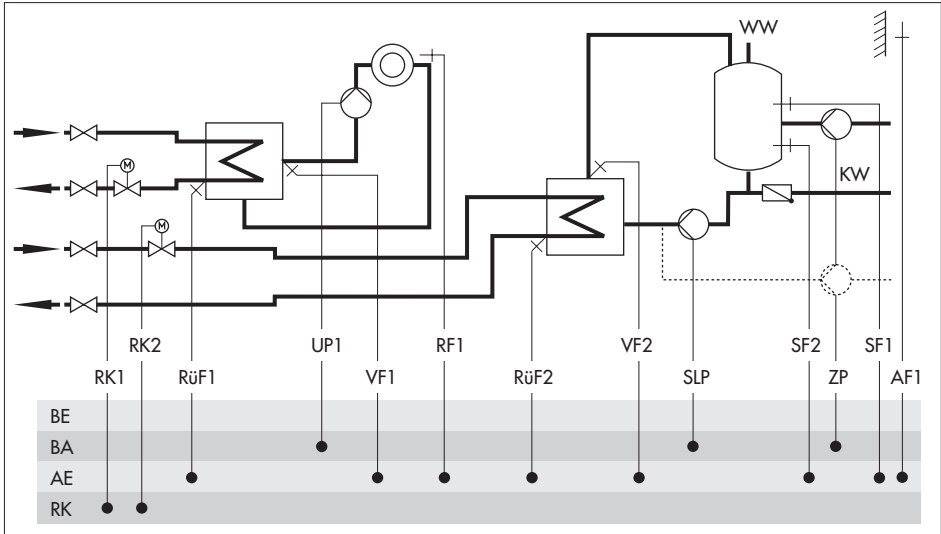 WW
M
KW
M
RK2 UP1 RF1 VF2 SF2 SF1
RK1 RüF1 VF1 RüF2 SLP ZP AF1
BE
BA
AE
RK